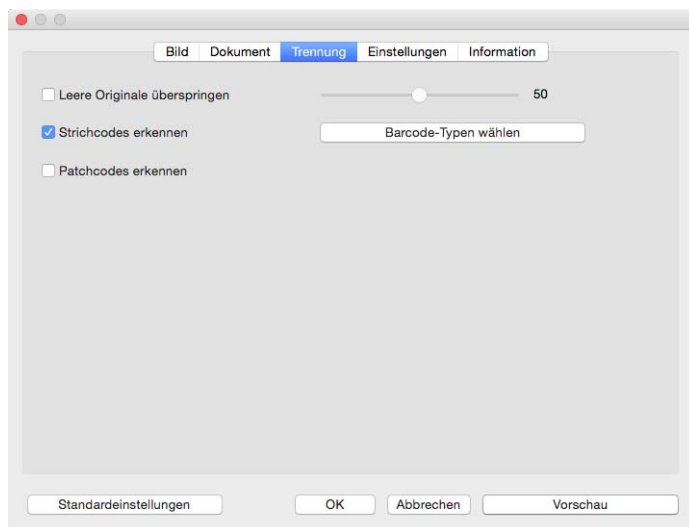 Bild Dokument Trennung Einstellungen Information
Leere Originale überspringen 50
Strichcodes erkennen Barcode-Typen wählen
Patchcodes erkennen
Standardeinstellungen OK Abbrechen Vorschau